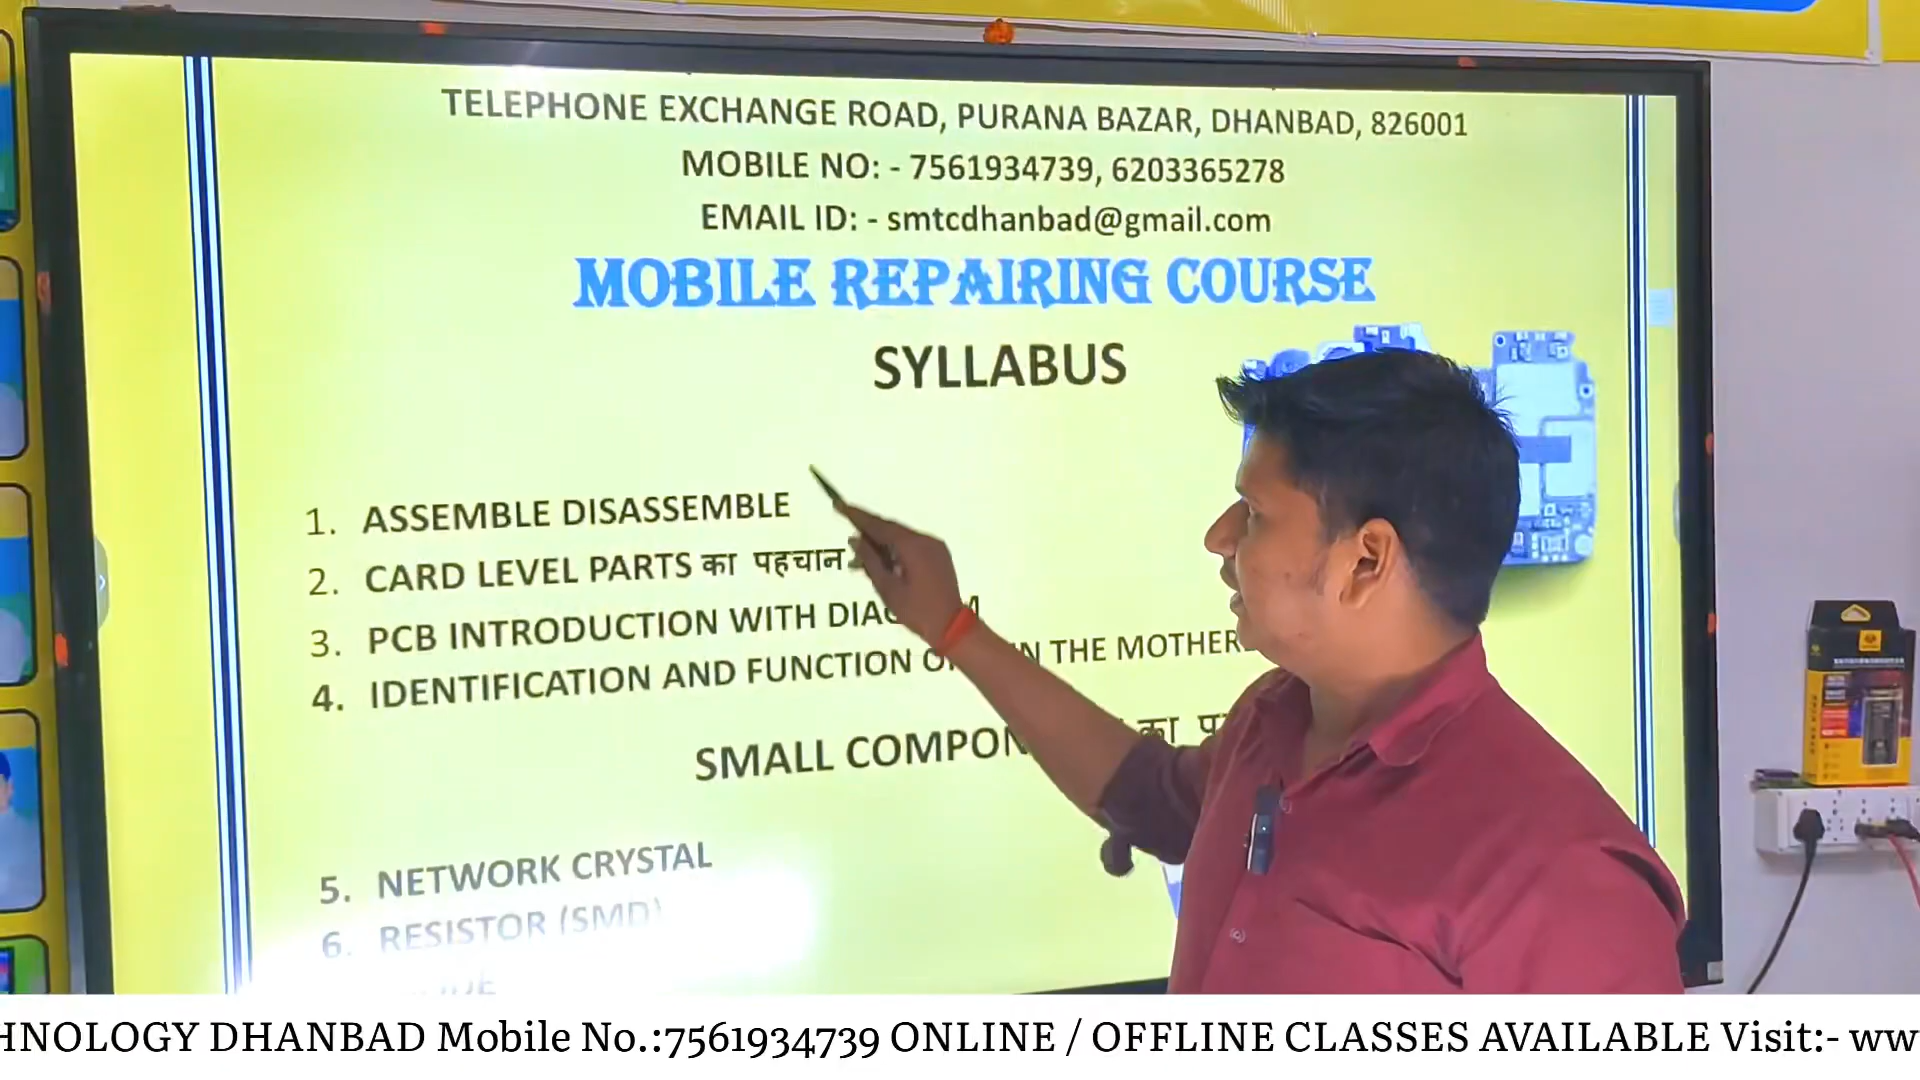 TELEPHONE EXCHANGE ROAD, PURANA BAZAR, DHANBAD, 826001
MOBILE NO: - 7561934739, 6203365278
EMAIL ID: - smtcdhanbad@gmail.com
MOBILE REPAIRING COURSE
SYLLABUS
1. ASSEMBLE DISASSEMBLE
2. CARD LEVEL PARTS का पहचान
3. PCB INTRODUCTION WITH
4. IDENTIFICATION AND FUNCTION THE
SMALL
5. NETWORK CRYSTAL
6. RESISTOR (SMD)
DHANBAD Mobile No.:7561934739 ONLINE / OFFLINE CLASSES AVAILABLE Visit:-